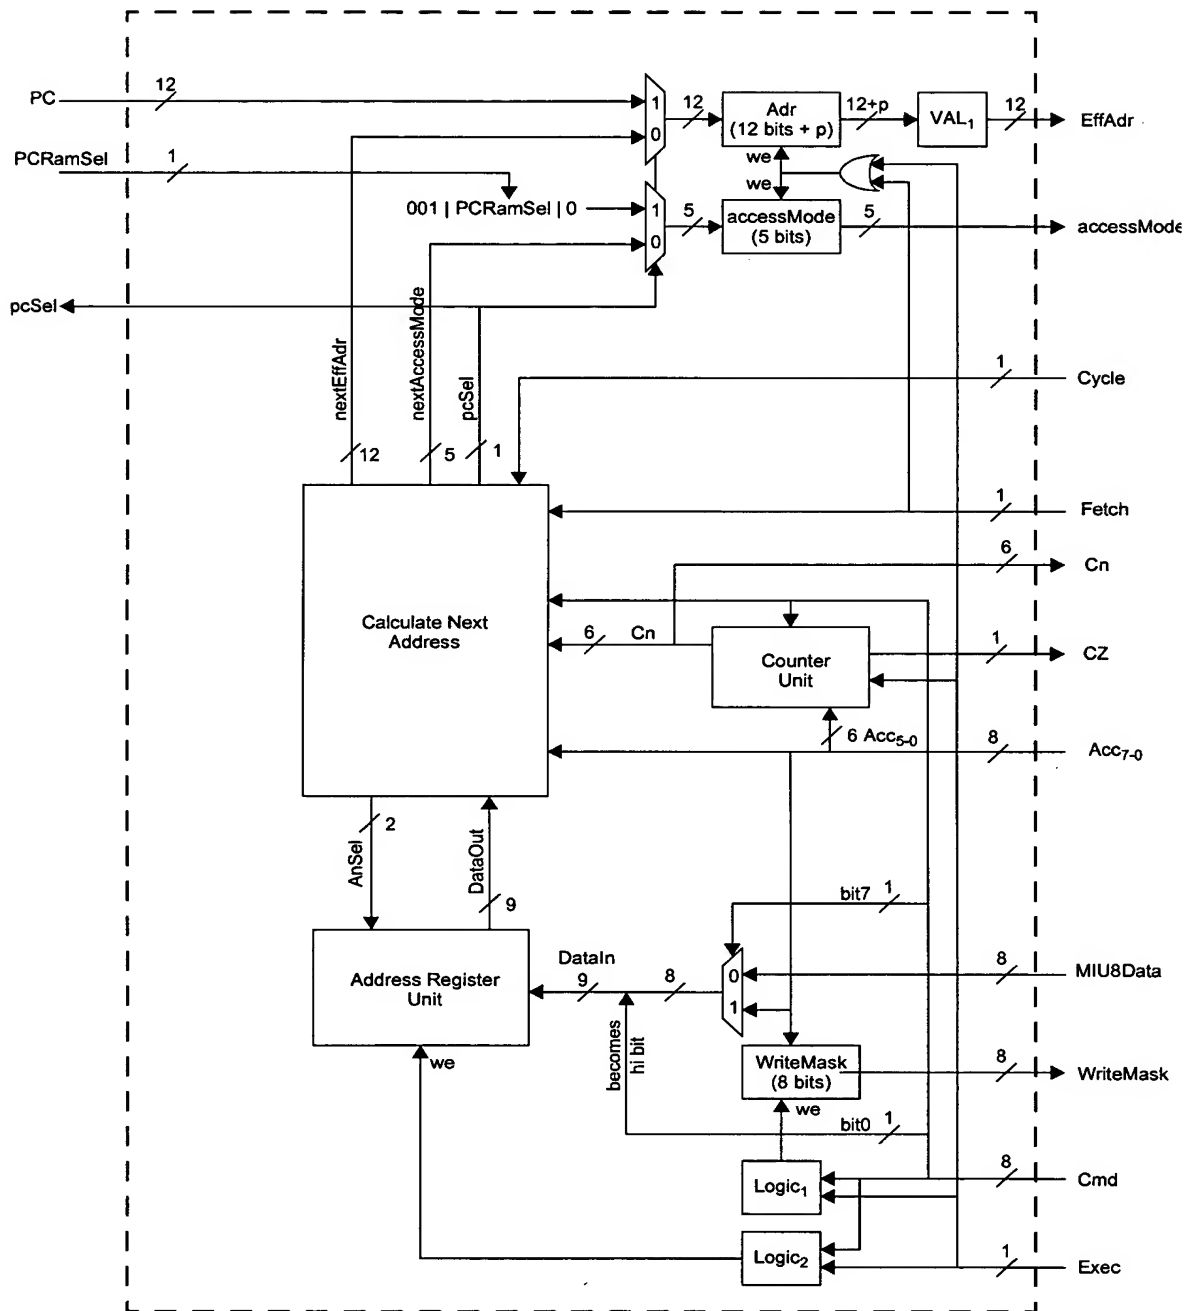 PC
12
1
0
12
Adr
(12 bits + p)
12+p
VAL1
12
EffAdr
PCRamSel
1
we
we
001 | PCRamSel | 0
1
0
5
accessMode
(5 bits)
5
accessMode
pcSel
nextEffAdr
nextAccessMode
pcSel
1
Cycle
12
5
1
1
Fetch
6
Cn
Calculate Next
Address
6
Cn
Counter
Unit
1
CZ
6 Acc5-0
8
Acc7-0
2
AnSel
DataOut
9
bit7
1
Address Register
Unit
DataIn
9
8
0
1
8
MIU8Data
becomes
hi bit
we
WriteMask
(8 bits)
8
WriteMask
we
bit0
1
Logic1
8
Cmd
Logic2
1
Exec